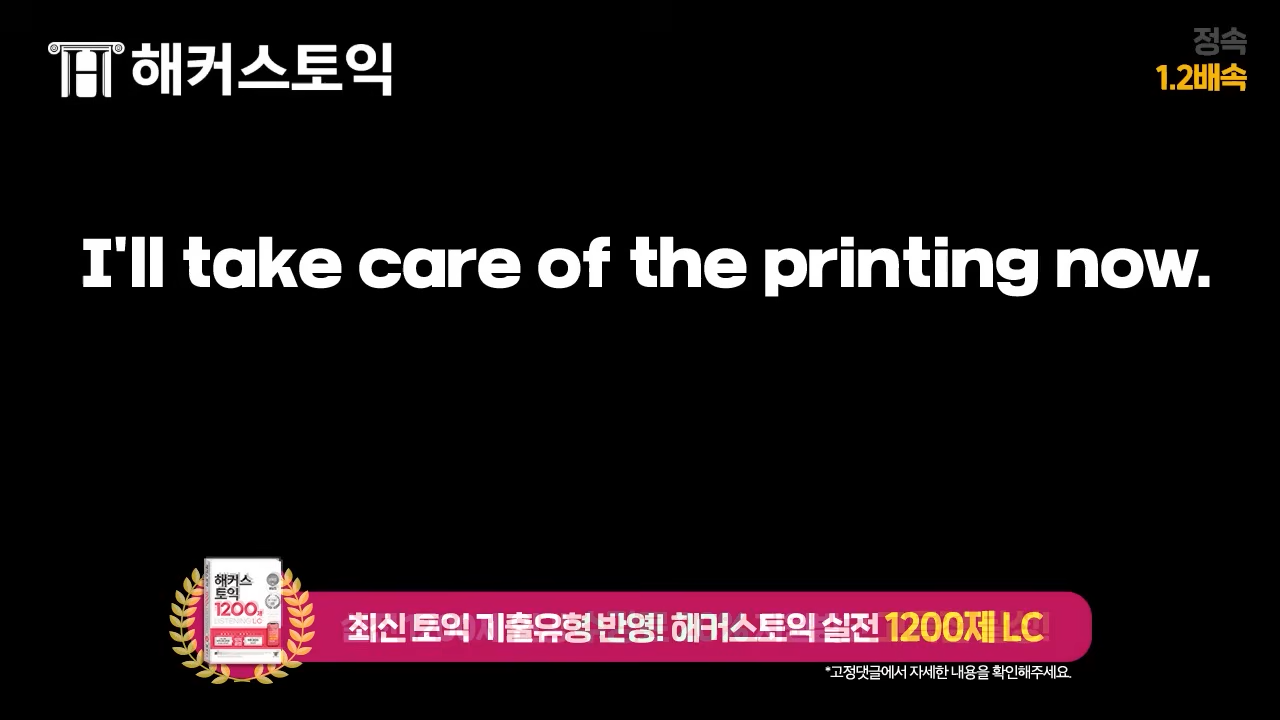 해커스토익
정속
1.2배속
I'll take care of the printing now.
해커스
토익
1200제
LISTENING LC
최신 토익 기출유형 반영! 해커스토익 실전 1200제 LC
*고정댓글에서 자세한 내용을 확인해주세요.